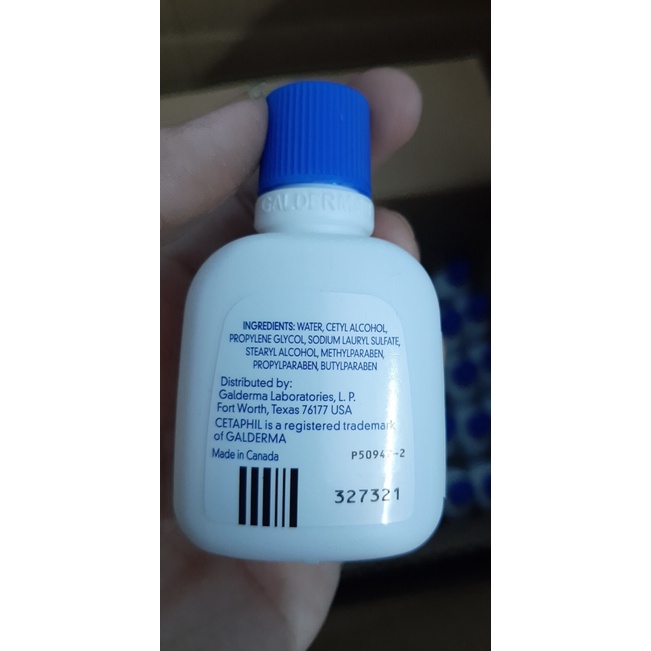 GALDERMA
INGREDIENTS: WATER, CETYL ALCOHOL,
PROPYLENE GLYCOL, SODIUM LAURYL SULFATE,
STEARYL ALCOHOL, METHYLPARABEN,
PROPYLPARABEN, BUTYLPARABEN
Distributed by:
Galderma Laboratories, L. P.
Fort Worth, Texas 76177 USA
CETAPHIL is a registered trademark
of GALDERMA
Made in Canada
327321